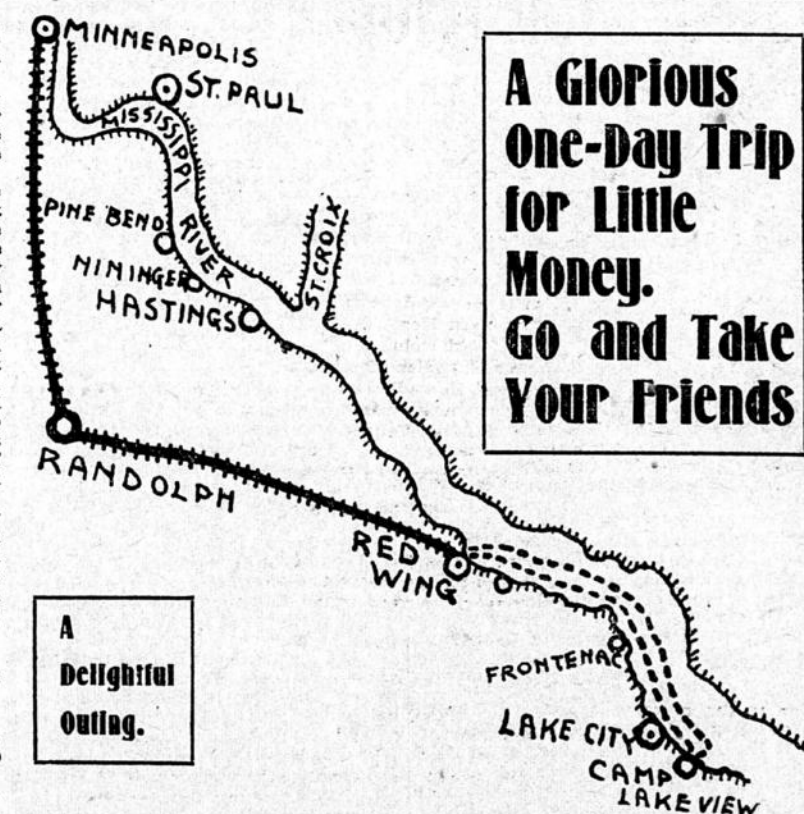 MINNEAPOLIS
ST. PAUL
MISSISSIPPI
RIVER
ST. CROIX
PINE BEND
NININGER
HASTINGS
RANDOLPH
RED
WING
FRONTENAC
LAKE CITY
CAMP
LAKE VIEW
A Glorious
One-Day Trip
for Little
Money.
Go and Take
Your Friends
A
Delightful
Outing.